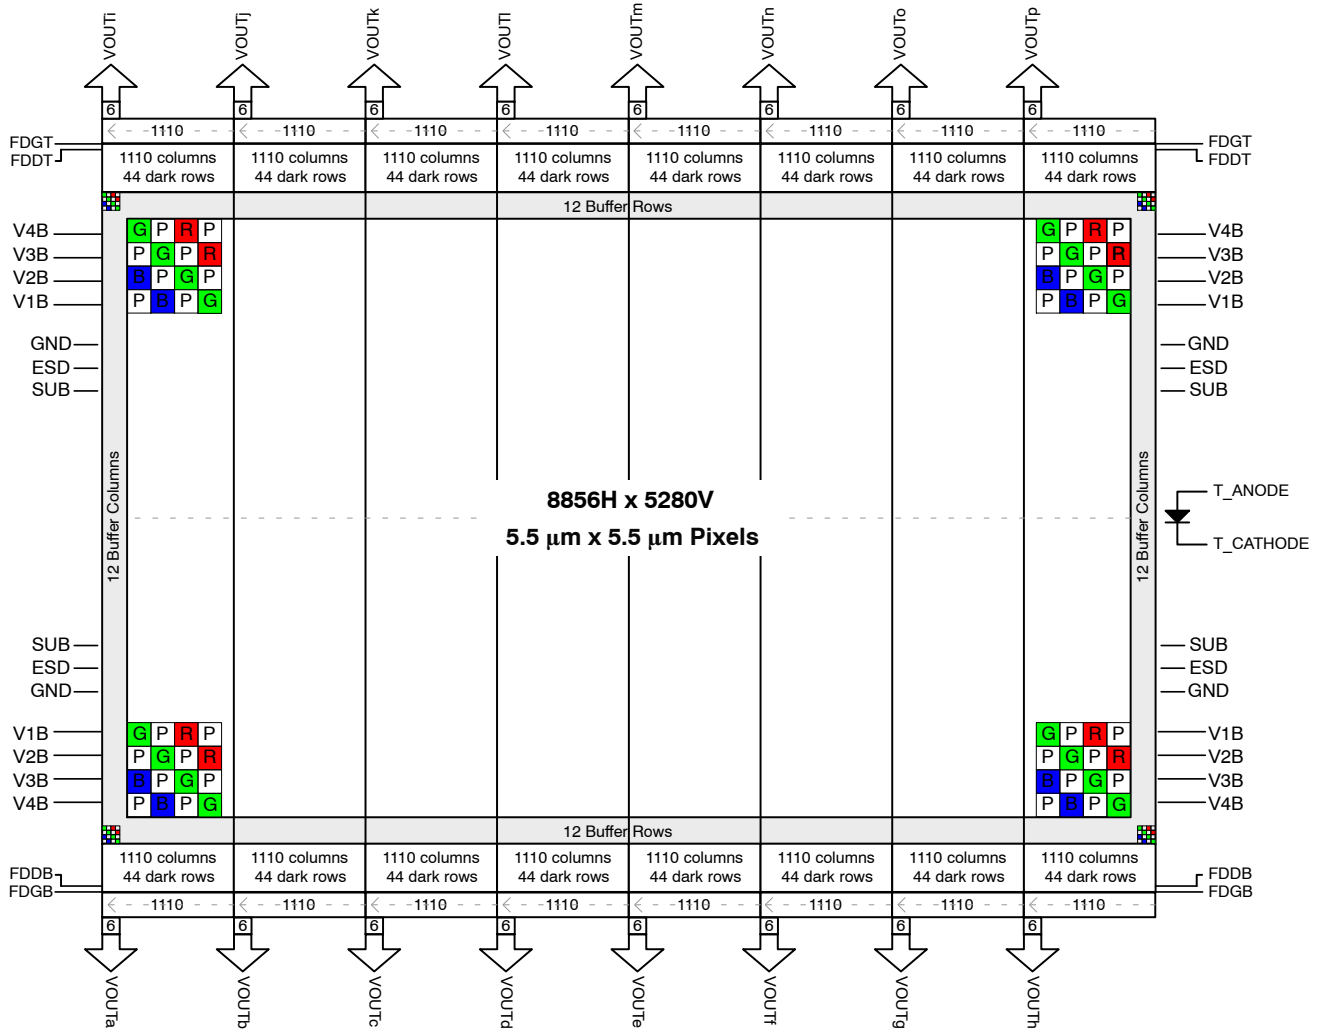 VOUTi VOUTj VOUTk VOUTl VOUTm VOUTn VOUTo VOUTp
6 6 6 6 6 6 6 6
1110 1110 1110 1110 1110 1110 1110 1110
FDGT FDGT
FDDT FDDT
1110 columns 1110 columns 1110 columns 1110 columns 1110 columns 1110 columns 1110 columns 1110 columns
44 dark rows 44 dark rows 44 dark rows 44 dark rows 44 dark rows 44 dark rows 44 dark rows 44 dark rows
12 Buffer Rows
V4B G P R P G P R P V4B
V3B P G P R P G P R V3B
V2B B P G P B P G P V2B
V1B P B P G P B P G V1B
GND GND
ESD ESD
SUB SUB
12 Buffer Columns
8856H x 5280V
5.5 μm x 5.5 μm Pixels
12 Buffer Columns
T_ANODE
T_CATHODE
SUB SUB
ESD ESD
GND GND
V1B G P R P G P R P V1B
V2B P G P R P G P R V2B
V3B B P G P B P G P V3B
V4B P B P G P B P G V4B
12 Buffer Rows
1110 columns 1110 columns 1110 columns 1110 columns 1110 columns 1110 columns 1110 columns 1110 columns
44 dark rows 44 dark rows 44 dark rows 44 dark rows 44 dark rows 44 dark rows 44 dark rows 44 dark rows
FDDB FDDB
FDGB FDGB
1110 1110 1110 1110 1110 1110 1110 1110
6 6 6 6 6 6 6 6
VOUTa VOUTb VOUTc VOUTd VOUTe VOUTf VOUTg VOUTh